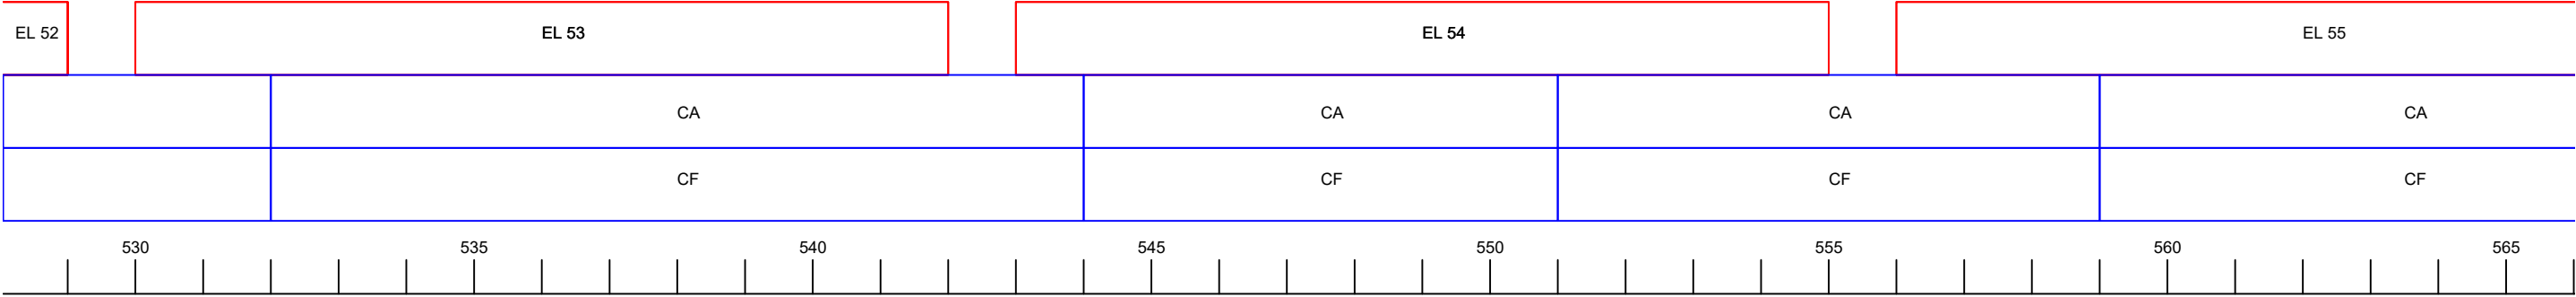 EL 52 EL 53 EL 54 EL 55
CA CA CA CA
CF CF CF CF
530 535 540 545 550 555 560 565